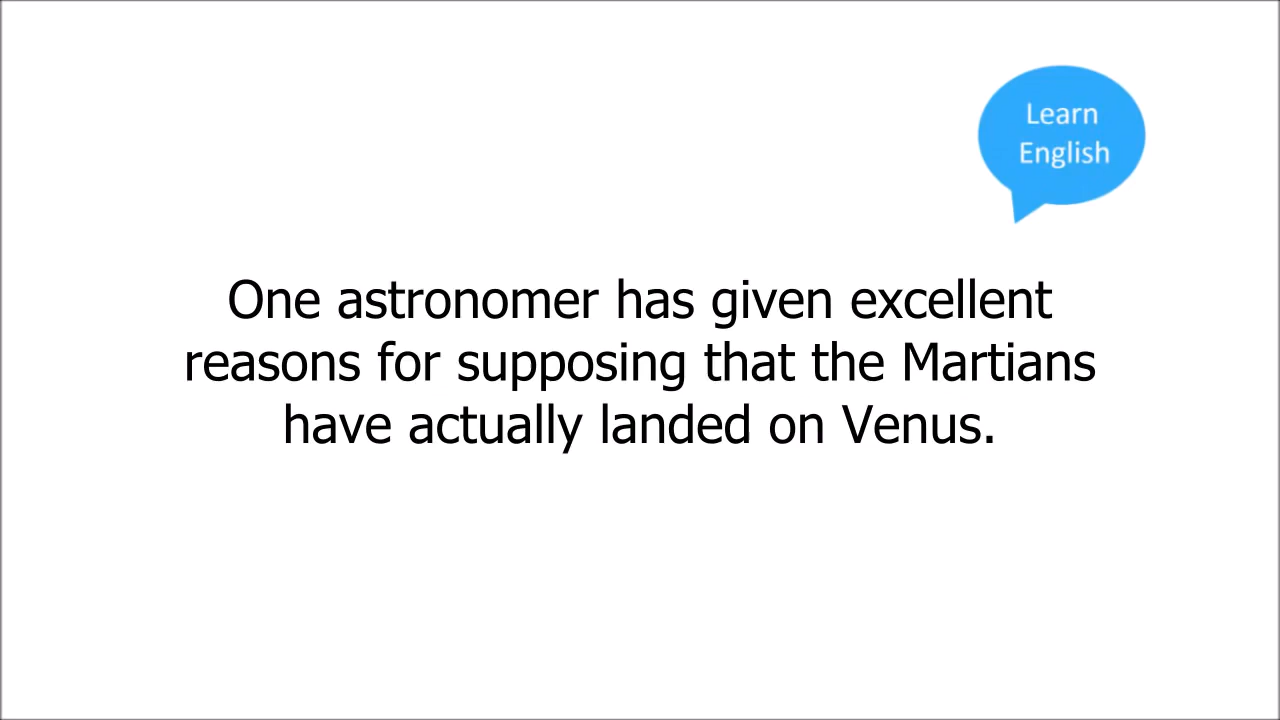 Learn
English
One astronomer has given excellent
reasons for supposing that the Martians
have actually landed on Venus.